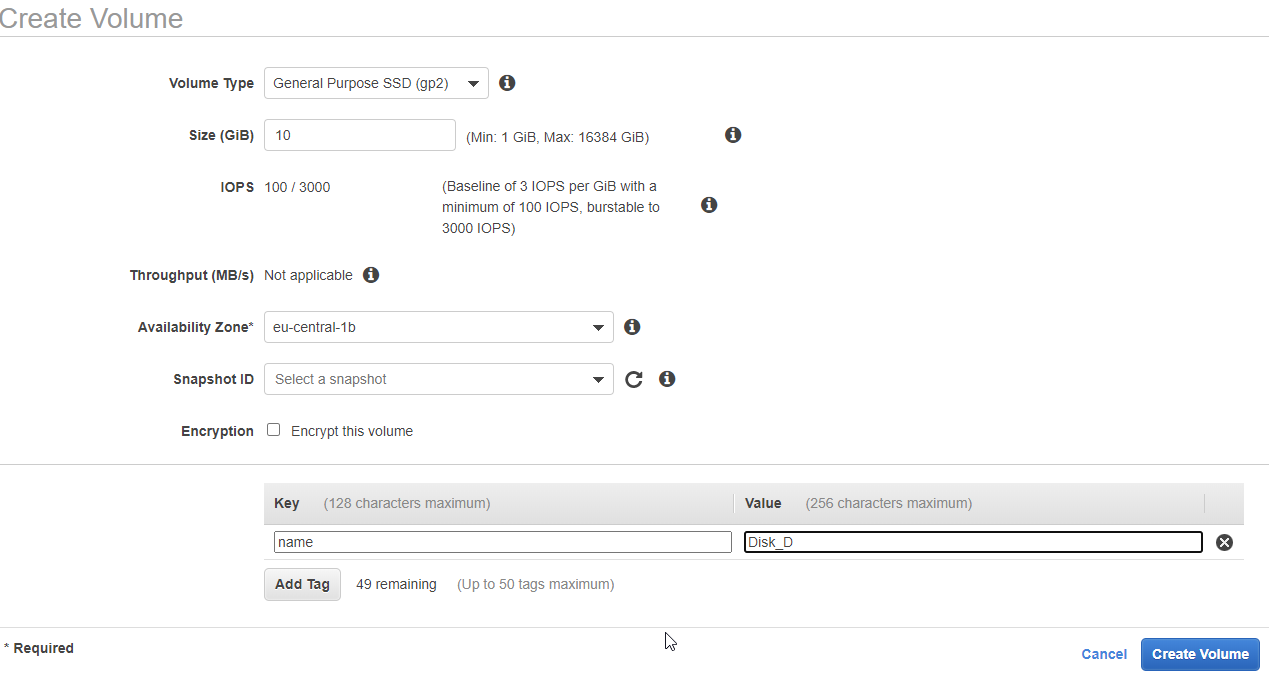 Create Volume
Volume Type General Purpose SSD (gp2)
Size (GiB) 10 (Min: 1 GiB, Max: 16384 GiB)
IOPS 100 / 3000 (Baseline of 3 IOPS per GiB with a
minimum of 100 IOPS, burstable to
3000 IOPS)
Throughput (MB/s) Not applicable
Availability Zone* eu-central-1b
Snapshot ID Select a snapshot
Encryption Encrypt this volume
Key (128 characters maximum) Value (256 characters maximum)
name Disk_D
Add Tag 49 remaining (Up to 50 tags maximum)
* Required
Cancel Create Volume